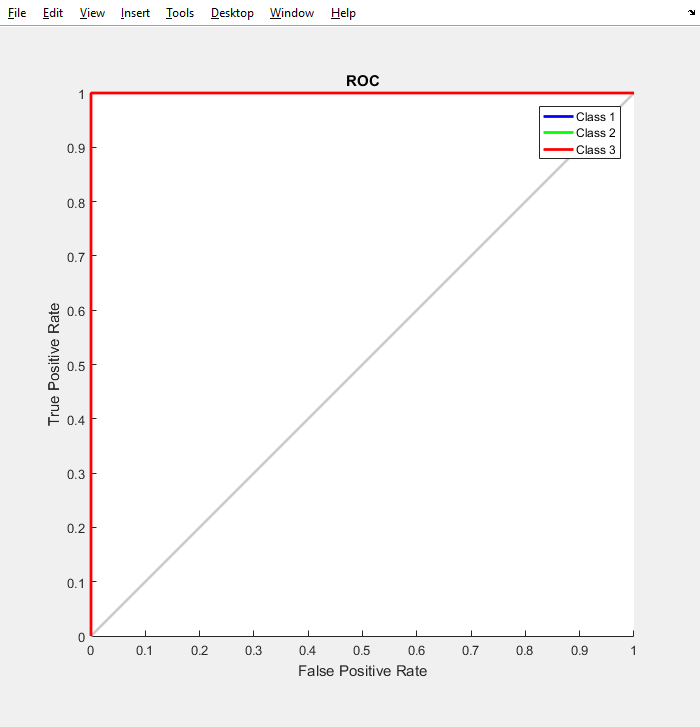 File Edit View Insert Tools Desktop Window Help
ROC
Class 1
Class 2
Class 3
True Positive Rate
1
0.9
0.8
0.7
0.6
0.5
0.4
0.3
0.2
0.1
0
0 0.1 0.2 0.3 0.4 0.5 0.6 0.7 0.8 0.9 1
False Positive Rate